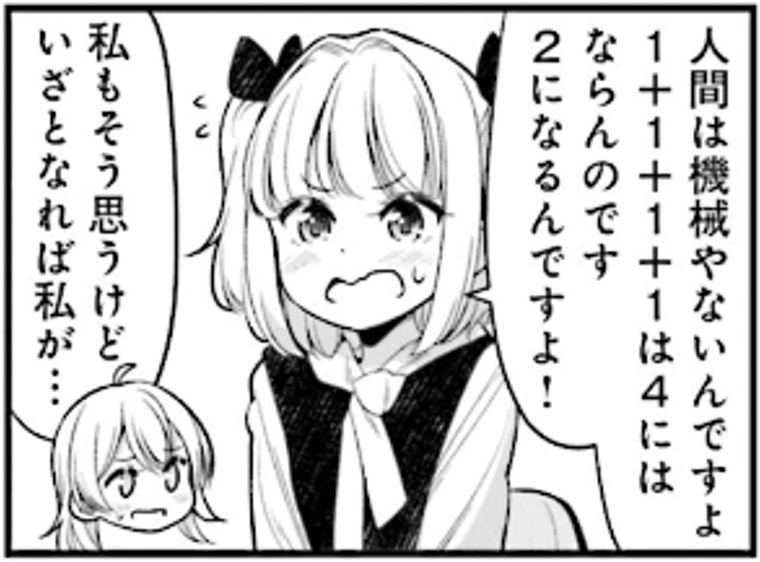 人間は機械やないんですよ
1+1+1+1は4には
ならんのです
2になるんですよ!
私もそう思うけど
いざとなれば私が…